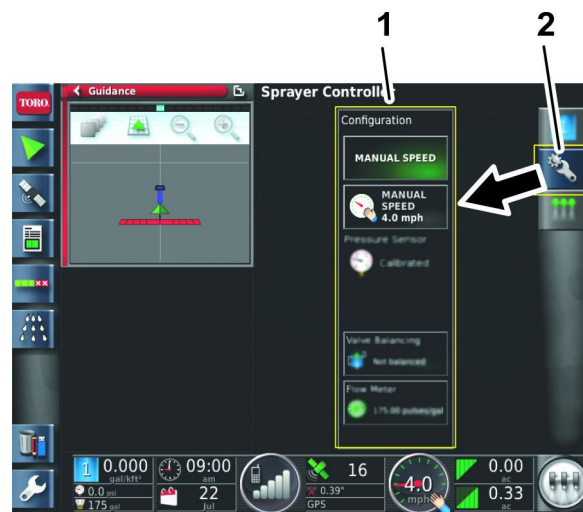 1 2
TORO.
Guidance
Sprayer Controller
Configuration
MANUAL SPEED
MANUAL
SPEED
4.0 mph
Pressure Sensor
Calibrated
Valve Balancing
Not balanced
Flow Meter
175.00 pulses/gal
1 0.000
gal/kft²
0.0 psi
175 gal
09:00
am
22
Jul
16
0.39"
GPS
4.0
mph
0.00
ac
0.33
ac